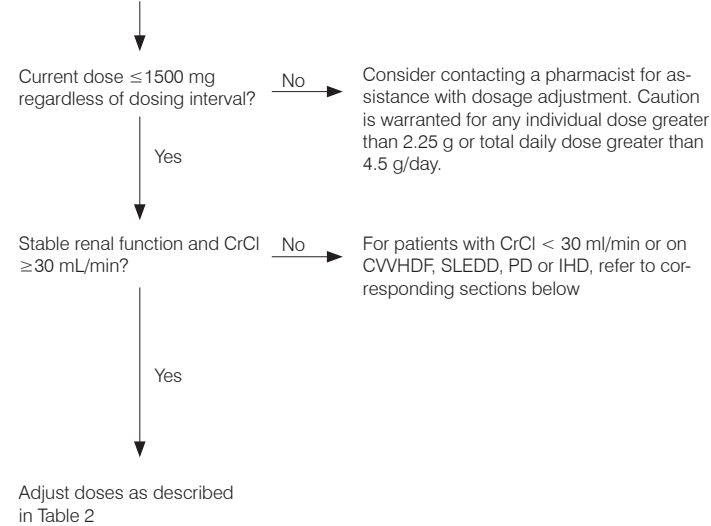 Current dose ≤1500 mg
regardless of dosing interval?
No
Consider contacting a pharmacist for as-
sistance with dosage adjustment. Caution
is warranted for any individual dose greater
than 2.25 g or total daily dose greater than
4.5 g/day.
Yes
Stable renal function and CrCl
≥30 mL/min?
No
For patients with CrCl < 30 ml/min or on
CVVHDF, SLEDD, PD or IHD, refer to cor-
responding sections below
Yes
Adjust doses as described
in Table 2